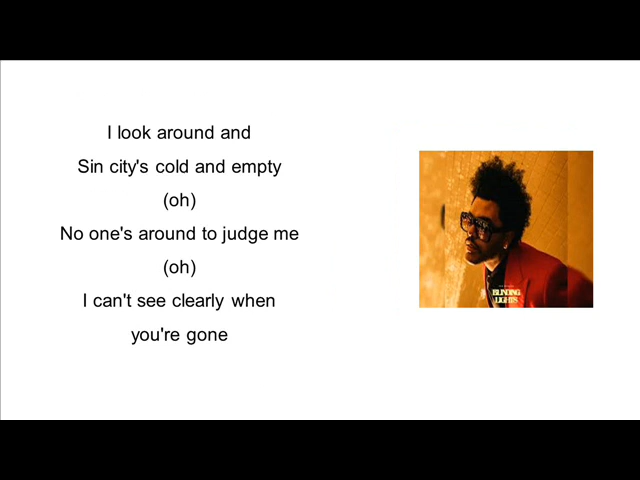 I look around and
Sin city's cold and empty
(oh)
No one's around to judge me
(oh)
I can't see clearly when
you're gone
BLINDING
LIGHTS